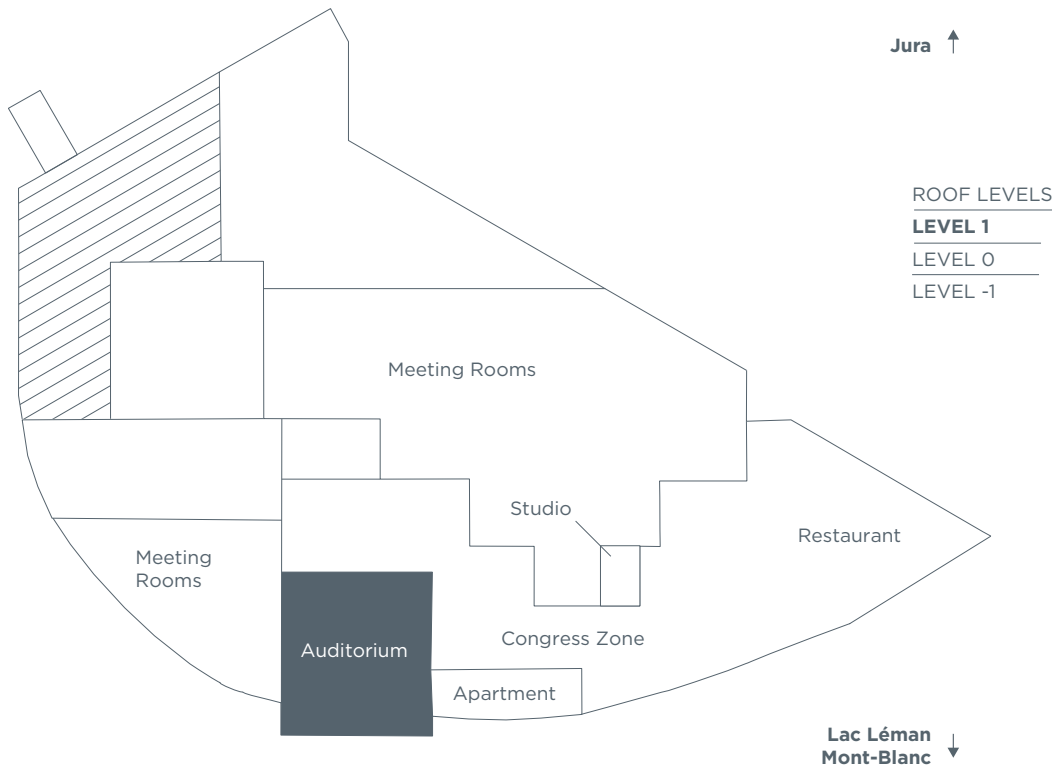 Jura
ROOF LEVELS
LEVEL 1
LEVEL 0
LEVEL -1
Meeting Rooms
Studio
Restaurant
Meeting
Rooms
Congress Zone
Auditorium
Apartment
Lac Léman
Mont-Blanc